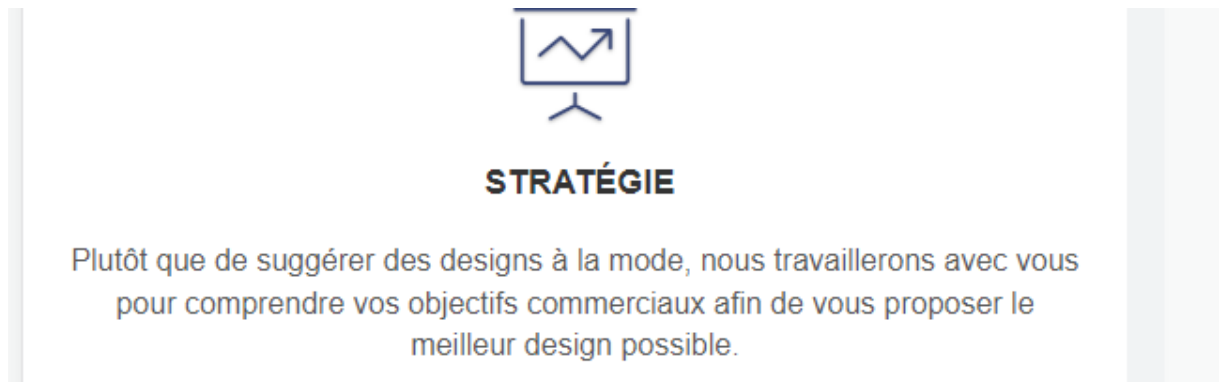 STRATÉGIE
Plutôt que de suggérer des designs à la mode, nous travaillerons avec vous
pour comprendre vos objectifs commerciaux afin de vous proposer le
meilleur design possible.